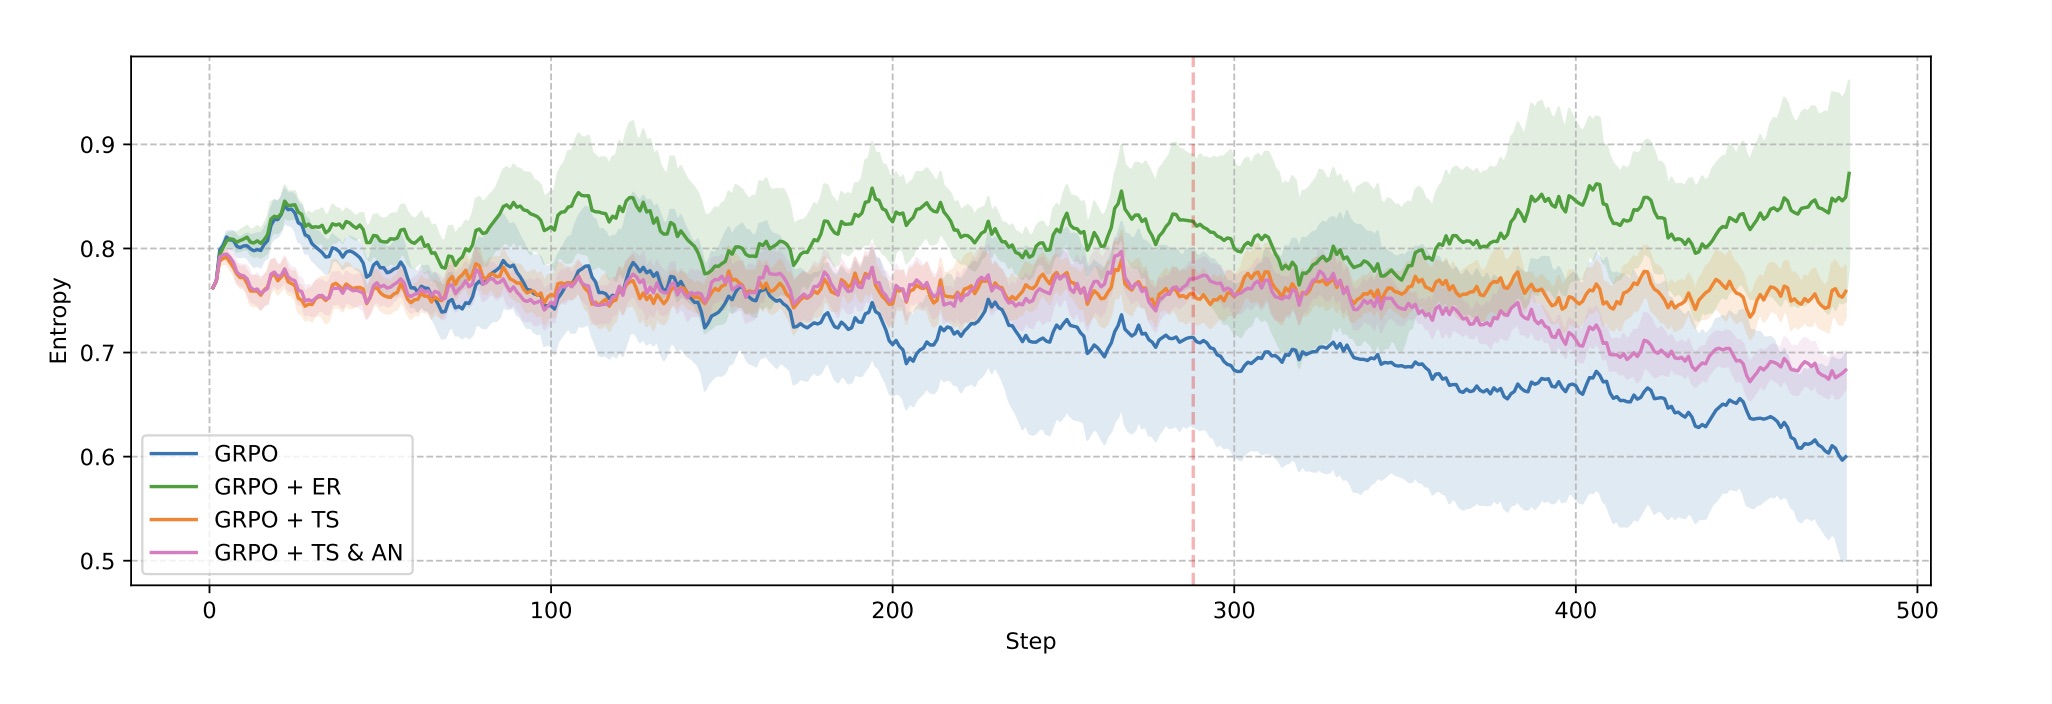 0.9
0.8
0.7
0.6
0.5
Entropy
GRPO
GRPO + ER
GRPO + TS
GRPO + TS & AN
0 100 200 300 400 500
Step